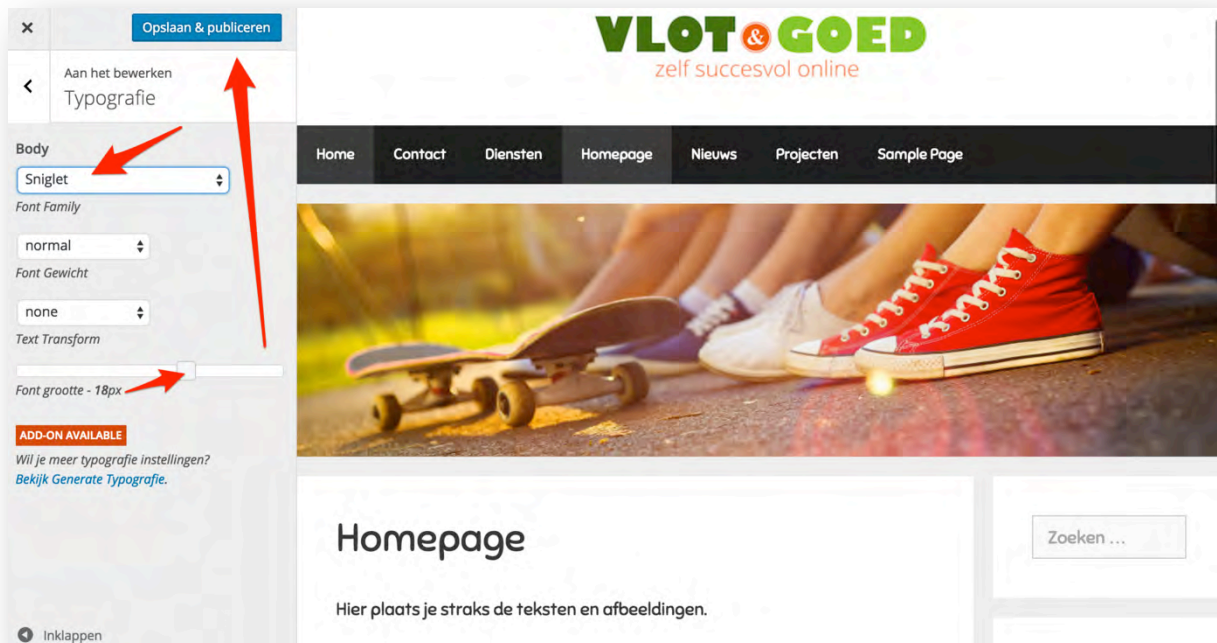 Opslaan & publiceren
Aan het bewerken
Typografie
Body
Sniglet
Font Family
normal
Font Gewicht
none
Text Transform
Font grootte - 18px
ADD-ON AVAILABLE
Wil je meer typografie instellingen?
Bekijk Generate Typografie.
Inklappen
VLOT & GOED
zelf succesvol online
Home Contact Diensten Homepage Nieuws Projecten Sample Page
Homepage
Hier plaats je straks de teksten en afbeeldingen.
Zoeken ...